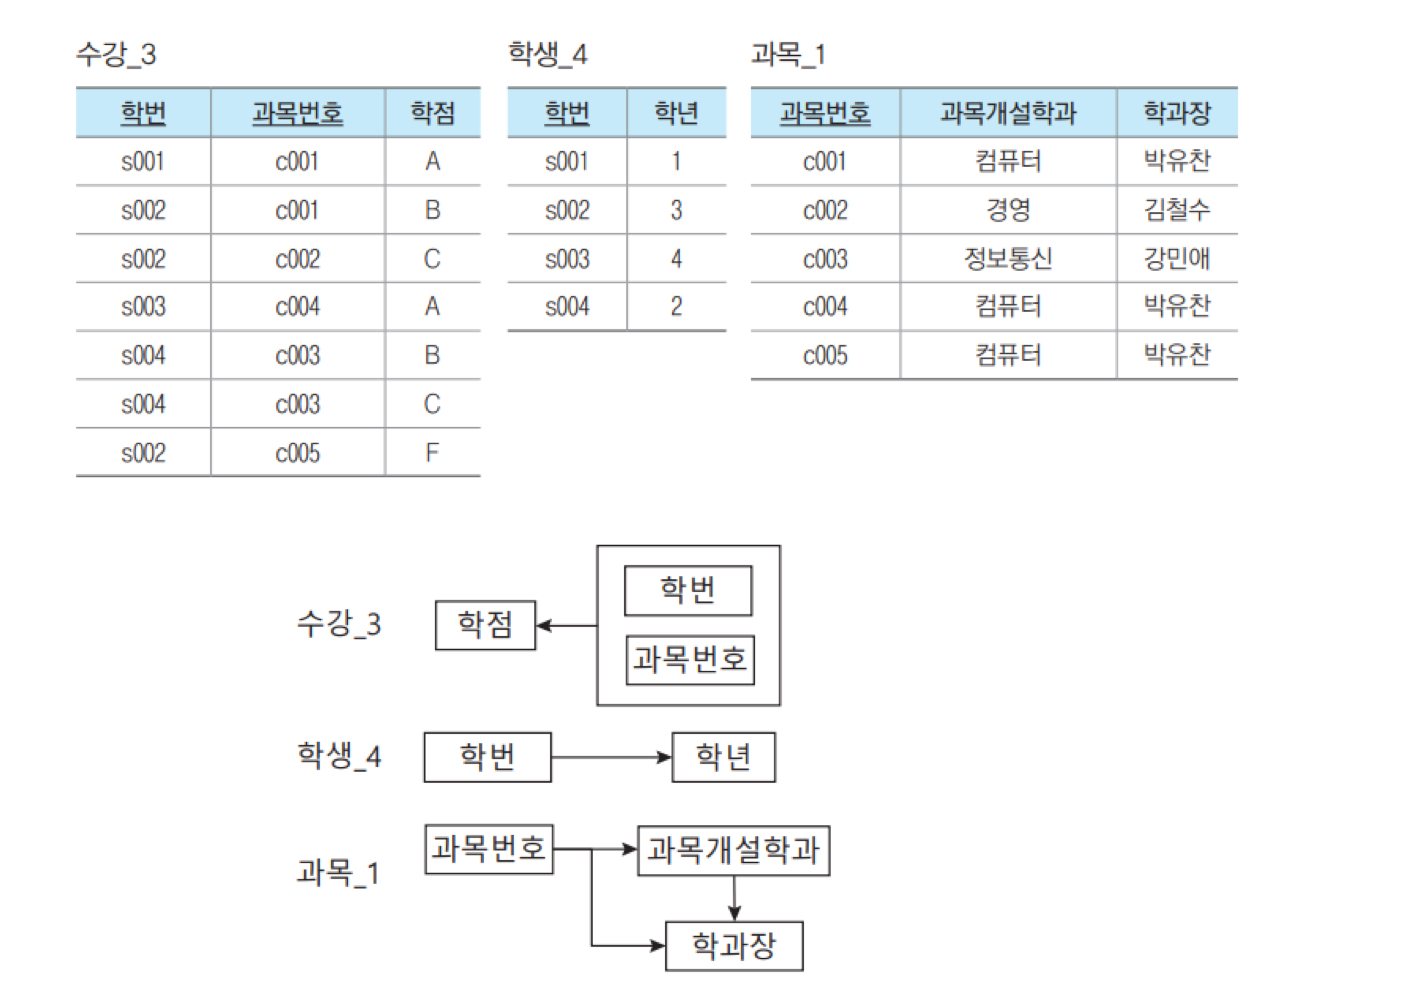 수강_3 학생_4 과목_1
학번 과목번호 학점 학번 학년 과목번호 과목개설학과 학과장
s001 c001 A s001 1 c001 컴퓨터 박유찬
s002 c001 B s002 3 c002 경영 김철수
s002 c002 C s003 4 c003 정보통신 강민애
s003 c004 A s004 2 c004 컴퓨터 박유찬
s004 c003 B c005 컴퓨터 박유찬
s004 c003 C
s002 c005 F
학번
수강_3 학점
과목번호
학생_4 학번 학년
과목번호 과목개설학과
과목_1
학과장